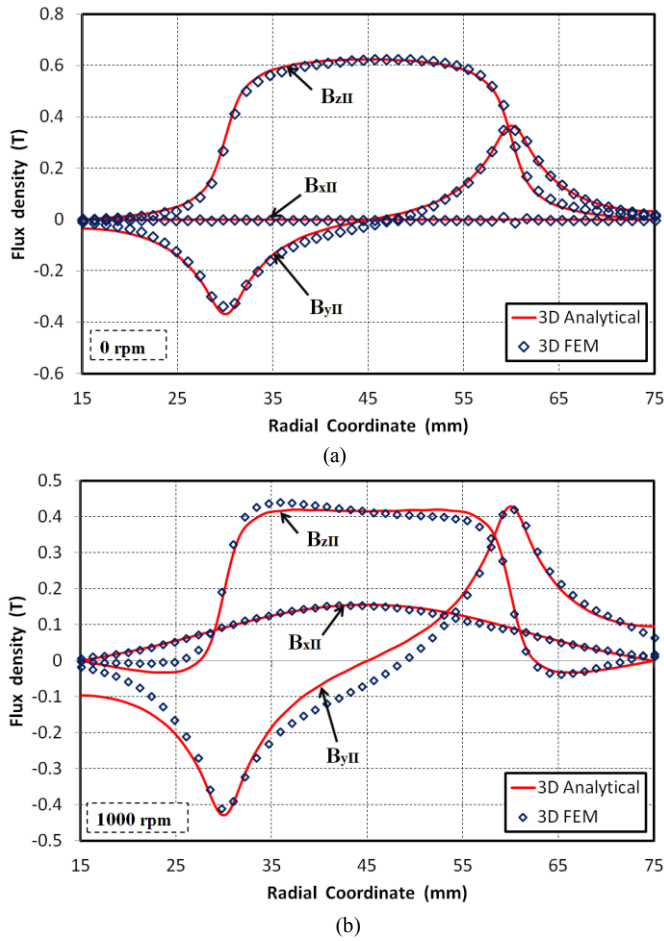 0.8
0.6
0.4
0.2
0
-0.2
-0.4
-0.6
Flux density (T)
BzII
BxII
ByII
0 rpm
3D Analytical
3D FEM
15 25 35 45 55 65 75
Radial Coordinate (mm)
(a)
0.5
0.4
0.3
0.2
0.1
0
-0.1
-0.2
-0.3
-0.4
-0.5
Flux density (T)
BzII
BxII
ByII
1000 rpm
3D Analytical
3D FEM
15 25 35 45 55 65 75
Radial Coordinate (mm)
(b)